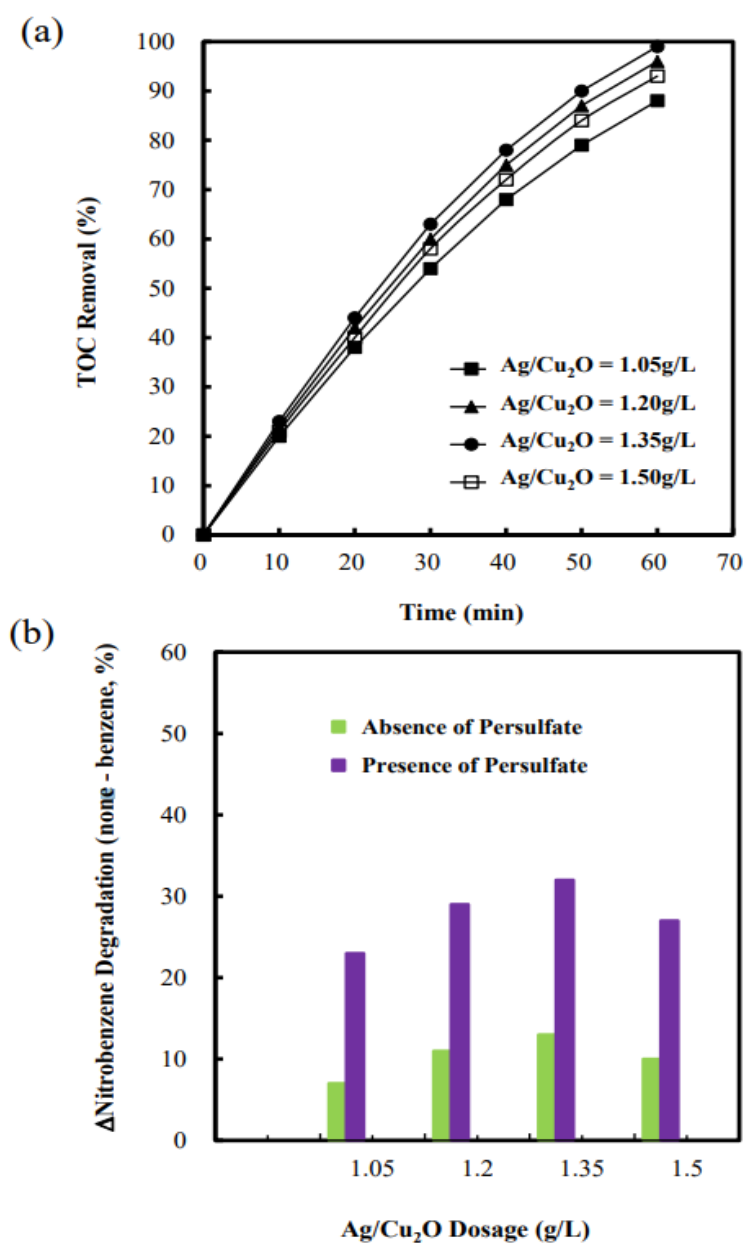 (a)
100
90
80
70
60
50
40
30
20
10
0
TOC Removal (%)
Ag/Cu₂O = 1.05g/L
Ag/Cu₂O = 1.20g/L
Ag/Cu₂O = 1.35g/L
Ag/Cu₂O = 1.50g/L
0 10 20 30 40 50 60 70
Time (min)
(b)
60
50
40
30
20
10
0
ΔNitrobenzene Degradation (none - benzene, %)
Absence of Persulfate
Presence of Persulfate
1.05 1.2 1.35 1.5
Ag/Cu₂O Dosage (g/L)